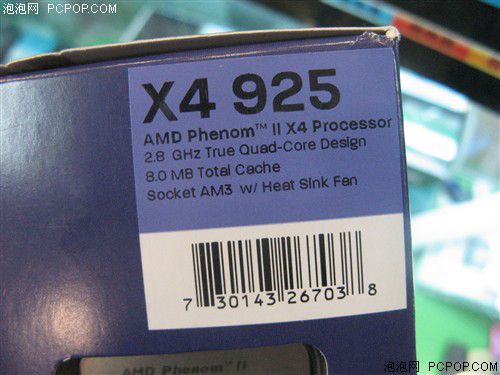 泡泡网 PCPOP.COM
X4 925
AMD Phenom™ II X4 Processor
2.8 GHz True Quad-Core Design
8.0 MB Total Cache
Socket AM3 w/ Heat Sink Fan
7 30143 26703 8
AMD Phenom™ II
泡泡网 PCPOP.COM